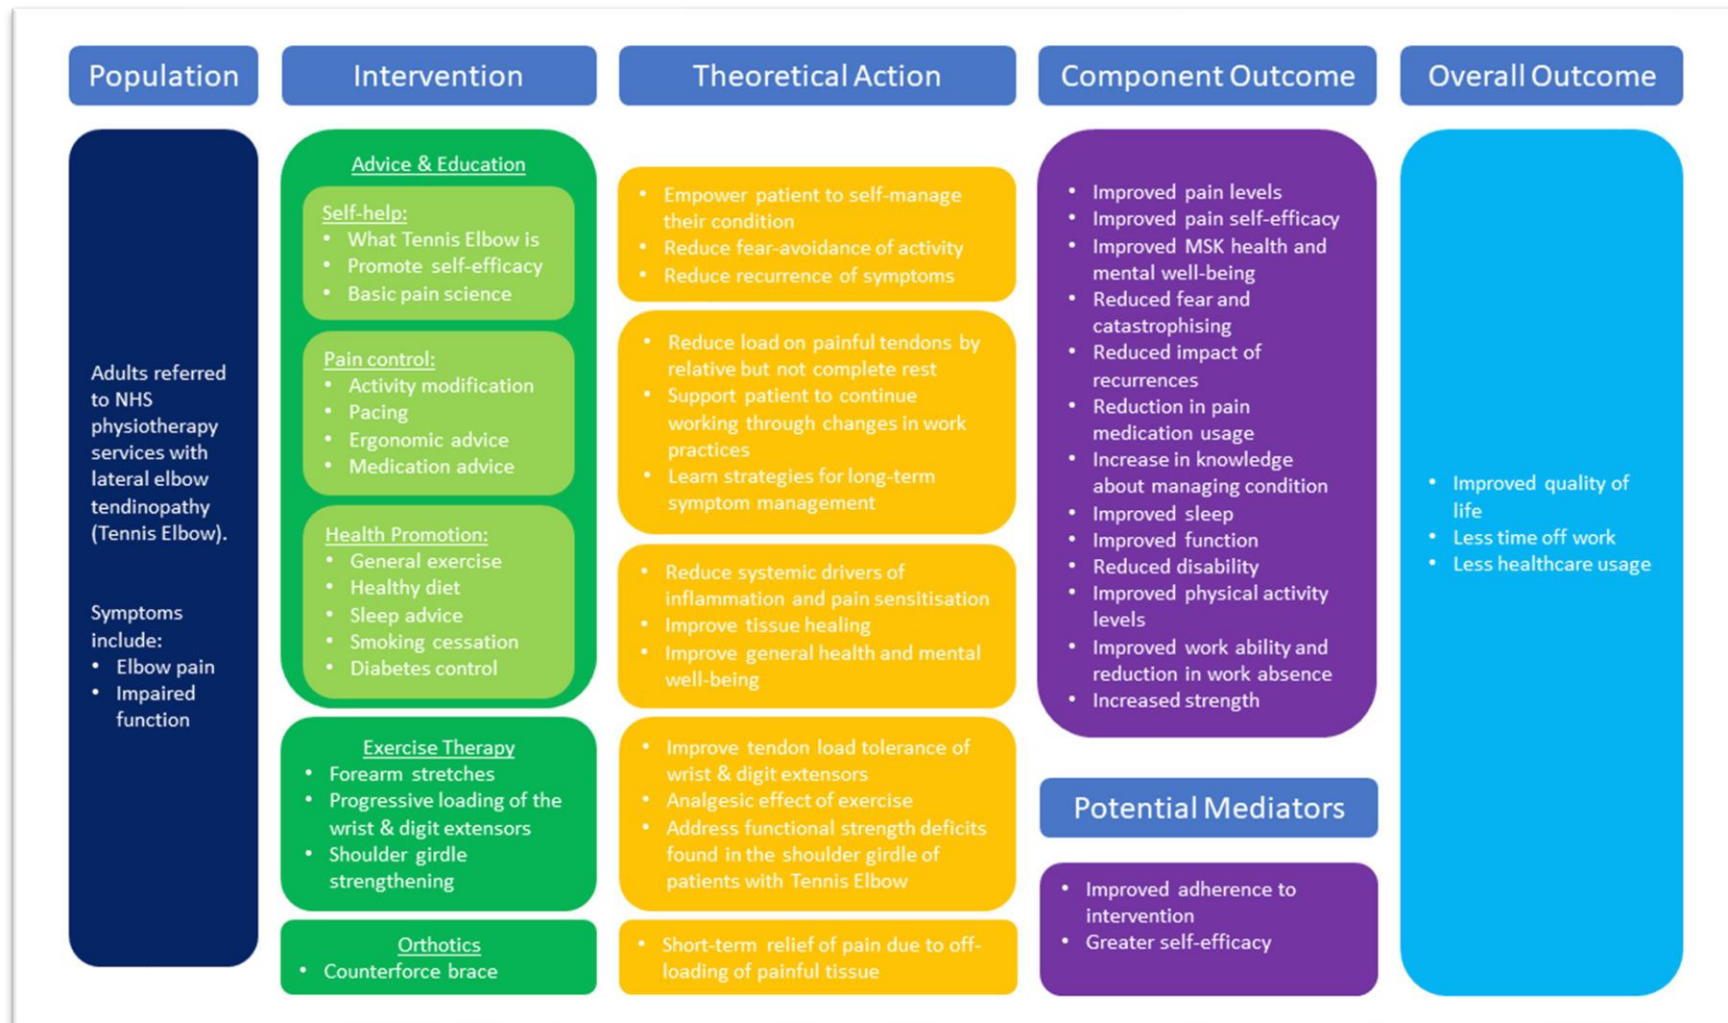 Population
Intervention
Theoretical Action
Component Outcome
Overall Outcome
Adults referred
to NHS
physiotherapy
services with
lateral elbow
tendinopathy
(Tennis Elbow).
Symptoms
include:
• Elbow pain
• Impaired
function
Advice & Education
Self-help:
• What Tennis Elbow is
• Promote self-efficacy
• Basic pain science
Pain control:
• Activity modification
• Pacing
• Ergonomic advice
• Medication advice
Health Promotion:
• General exercise
• Healthy diet
• Sleep advice
• Smoking cessation
• Diabetes control
Exercise Therapy
• Forearm stretches
• Progressive loading of the
wrist & digit extensors
• Shoulder girdle
strengthening
Orthotics
• Counterforce brace
• Empower patient to self-manage
their condition
• Reduce fear-avoidance of activity
• Reduce recurrence of symptoms
• Reduce load on painful tendons by
relative but not complete rest
• Support patient to continue
working through changes in work
practices
• Learn strategies for long-term
symptom management
• Reduce systemic drivers of
inflammation and pain sensitisation
• Improve tissue healing
• Improve general health and mental
well-being
• Improve tendon load tolerance of
wrist & digit extensors
• Analgesic effect of exercise
• Address functional strength deficits
found in the shoulder girdle of
patients with Tennis Elbow
• Short-term relief of pain due to off-
loading of painful tissue
• Improved pain levels
• Improved pain self-efficacy
• Improved MSK health and
mental well-being
• Reduced fear and
catastrophising
• Reduced impact of
recurrences
• Reduction in pain
medication usage
• Increase in knowledge
about managing condition
• Improved sleep
• Improved function
• Reduced disability
• Improved physical activity
levels
• Improved work ability and
reduction in work absence
• Increased strength
Potential Mediators
• Improved adherence to
intervention
• Greater self-efficacy
• Improved quality of
life
• Less time off work
• Less healthcare usage